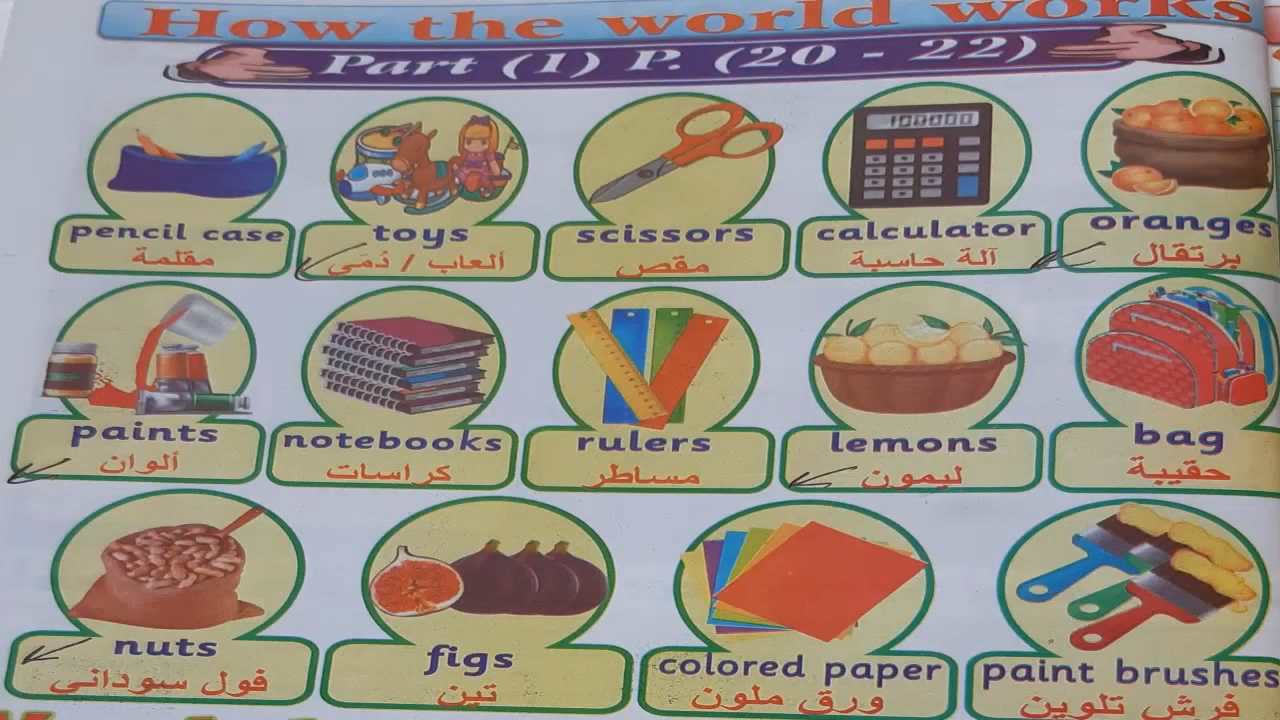 How the world works
Part (1) P. (20 - 22)
pencil case
مقلمة
toys
ألعاب / دُمَى
scissors
مقص
100000
calculator
آلة حاسبة
oranges
برتقال
paints
ألوان
notebooks
كراسات
rulers
مساطر
lemons
ليمون
bag
حقيبة
nuts
فول سودانى
figs
تين
colored paper
ورق ملون
paint brushes
فرش تلوين